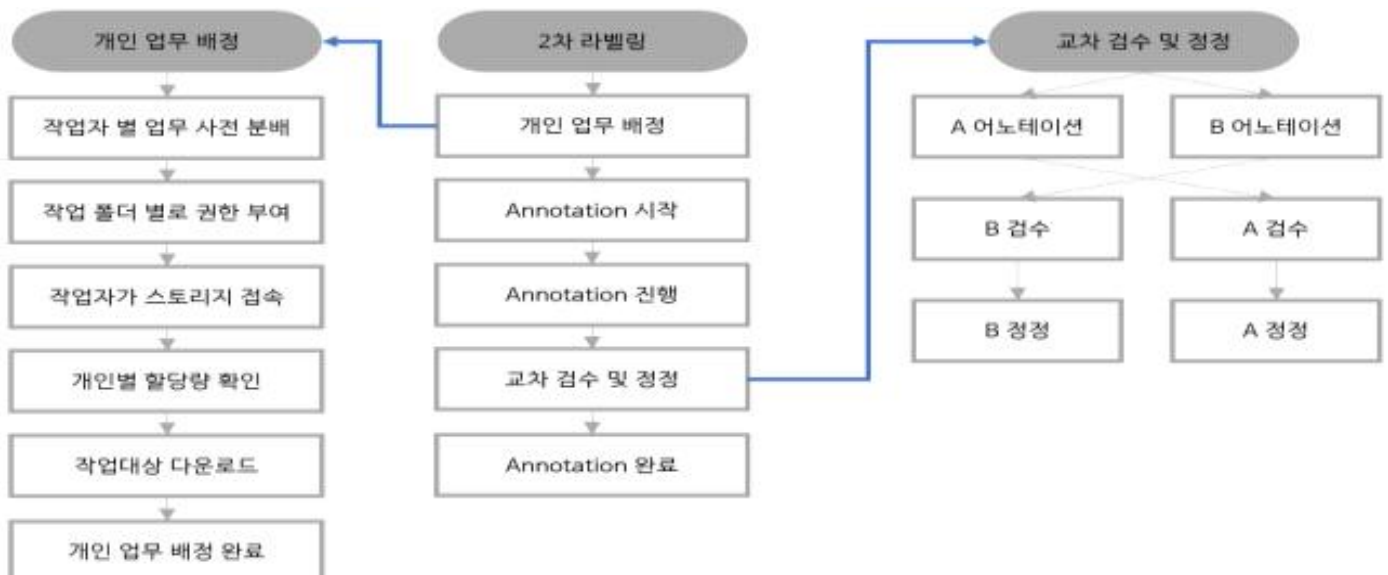 개인 업무 배정
작업자 별 업무 사전 분배
작업 폴더 별로 권한 부여
작업자가 스토리지 접속
개인별 할당량 확인
작업대상 다운로드
개인 업무 배정 완료
2차 라벨링
개인 업무 배정
Annotation 시작
Annotation 진행
교차 검수 및 정정
Annotation 완료
교차 검수 및 정정
A 어노테이션
B 어노테이션
B 검수
A 검수
B 정정
A 정정